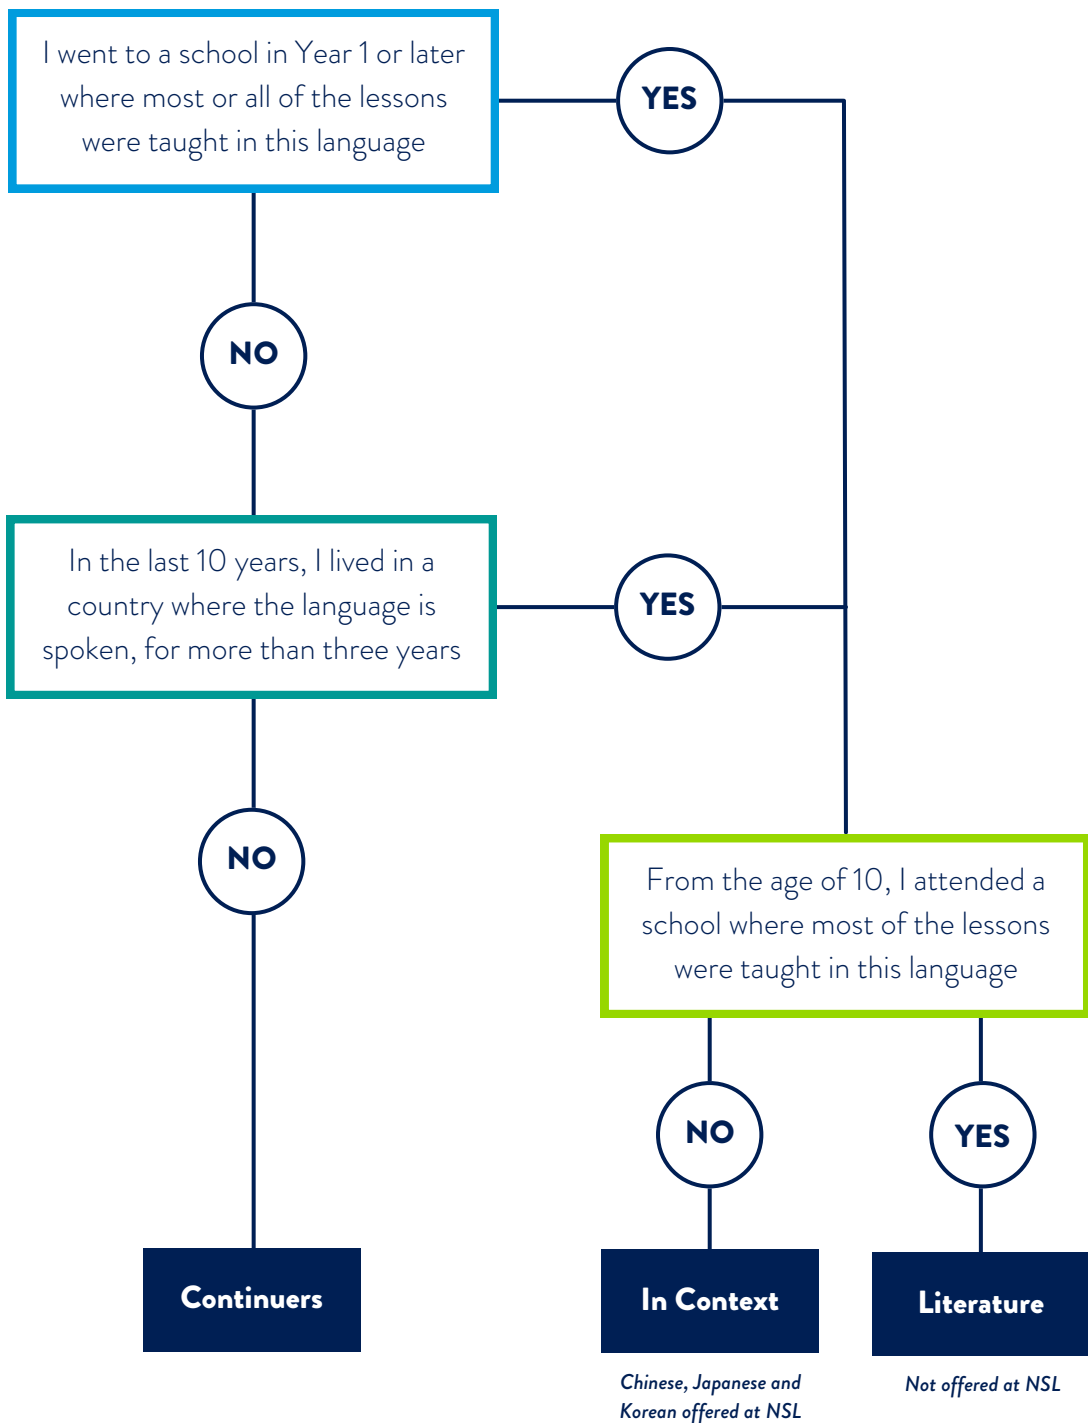 I went to a school in Year 1 or later
where most or all of the lessons
were taught in this language
YES
NO
In the last 10 years, I lived in a
country where the language is
spoken, for more than three years
YES
NO
From the age of 10, I attended a
school where most of the lessons
were taught in this language
NO
YES
Continuers
In Context
Literature
Chinese, Japanese and
Korean offered at NSL
Not offered at NSL